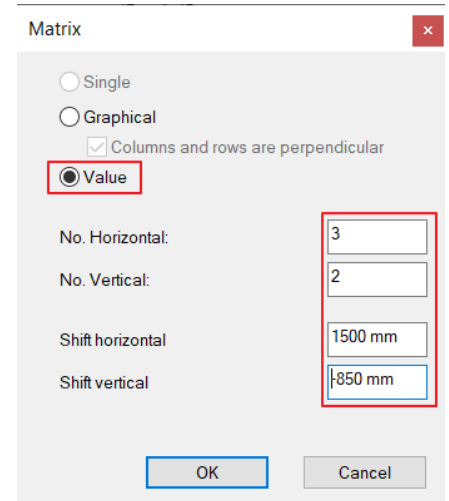 Matrix
Single
Graphical
Columns and rows are perpendicular
Value
No. Horizontal: 3
No. Vertical: 2
Shift horizontal 1500 mm
Shift vertical -850 mm
OK Cancel